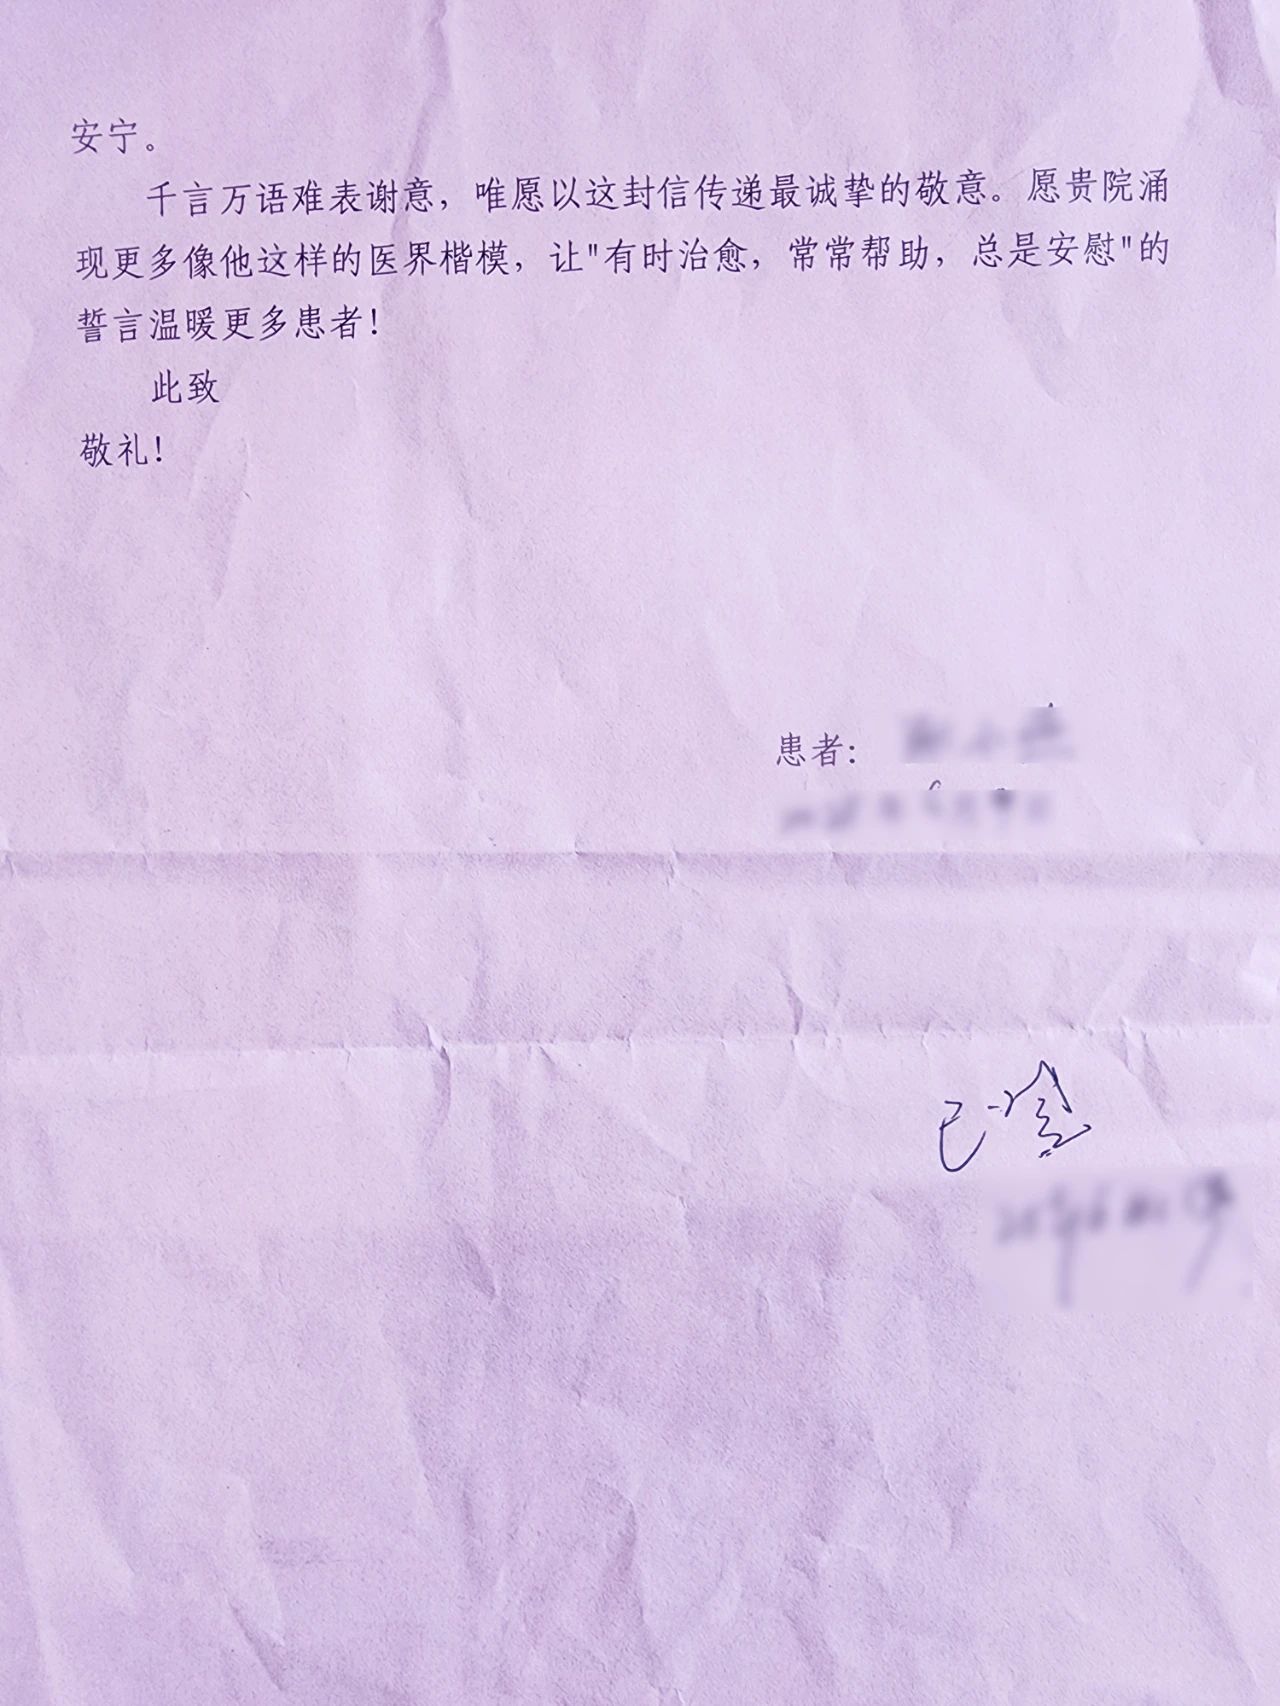 安宁。
千言万语难表谢意，唯愿以这封信传递最诚挚的敬意。愿贵院涌
现更多像他这样的医界楷模，让"有时治愈，常常帮助，总是安慰"的
誓言温暖更多患者！
此致
敬礼！
患者：